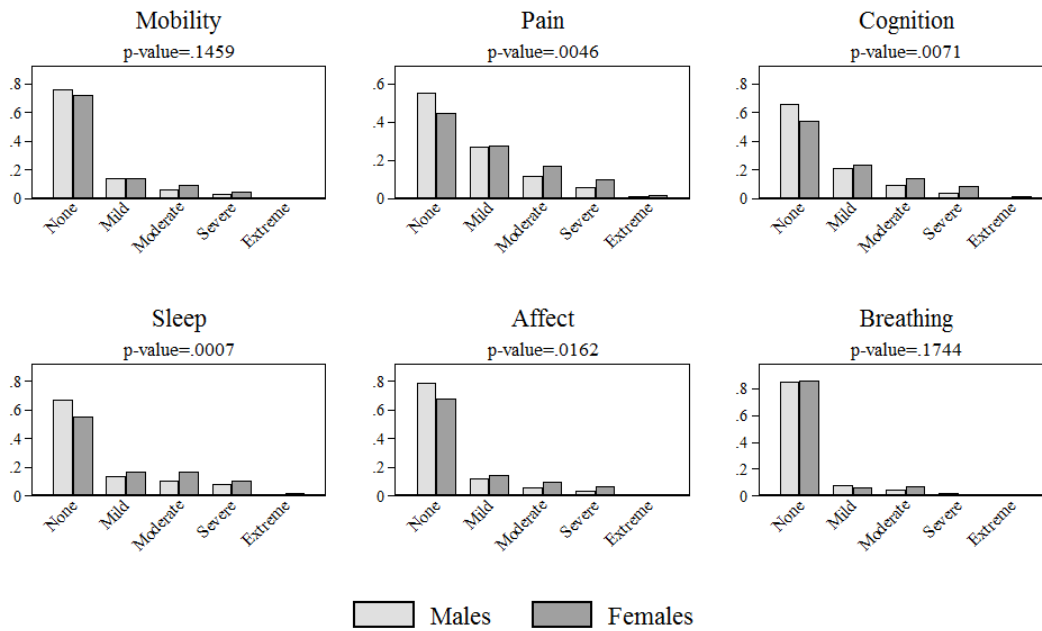 Mobility
p-value=.1459
.8
.6
.4
.2
0
None
Mild
Moderate
Severe
Extreme
Pain
p-value=.0046
.6
.4
.2
0
None
Mild
Moderate
Severe
Extreme
Cognition
p-value=.0071
.8
.6
.4
.2
0
None
Mild
Moderate
Severe
Extreme
Sleep
p-value=.0007
.8
.6
.4
.2
0
None
Mild
Moderate
Severe
Extreme
Affect
p-value=.0162
.8
.6
.4
.2
0
None
Mild
Moderate
Severe
Extreme
Breathing
p-value=.1744
.8
.6
.4
.2
0
None
Mild
Moderate
Severe
Extreme
Males
Females